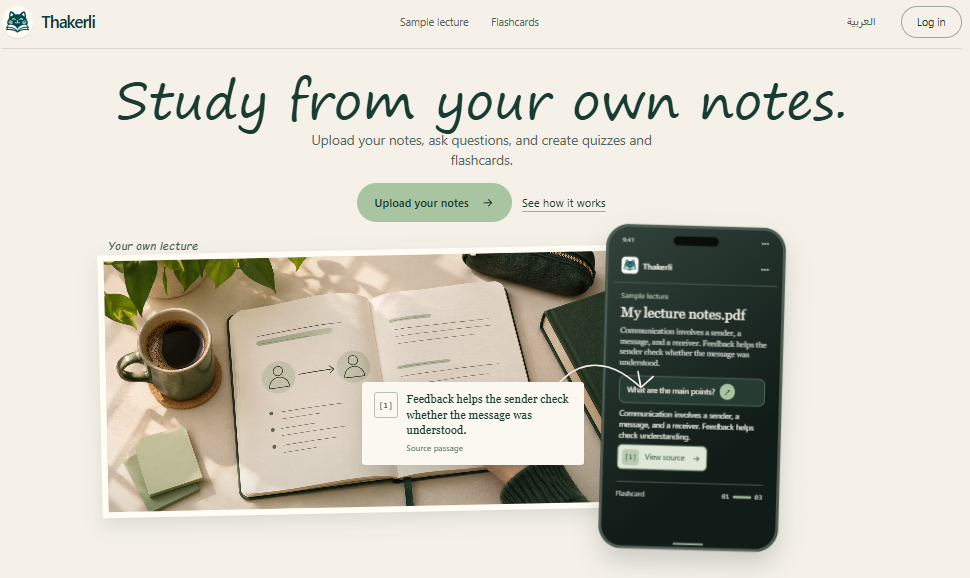 Thakerli
Sample lecture
Flashcards
العربية
Log in
Study from your own notes.
Upload your notes, ask questions, and create quizzes and
flashcards.
Upload your notes →
See how it works
Your own lecture
[1]
Feedback helps the sender check
whether the message was
understood.
Source passage
9:41
Thakerli
Sample lecture
My lecture notes.pdf
Communication involves a sender, a
message, and a receiver. Feedback helps the
sender check whether the message was
understood.
What are the main points?
Communication involves a sender, a
message, and a receiver. Feedback helps
check understanding.
[1] View source →
Flashcard
01
03